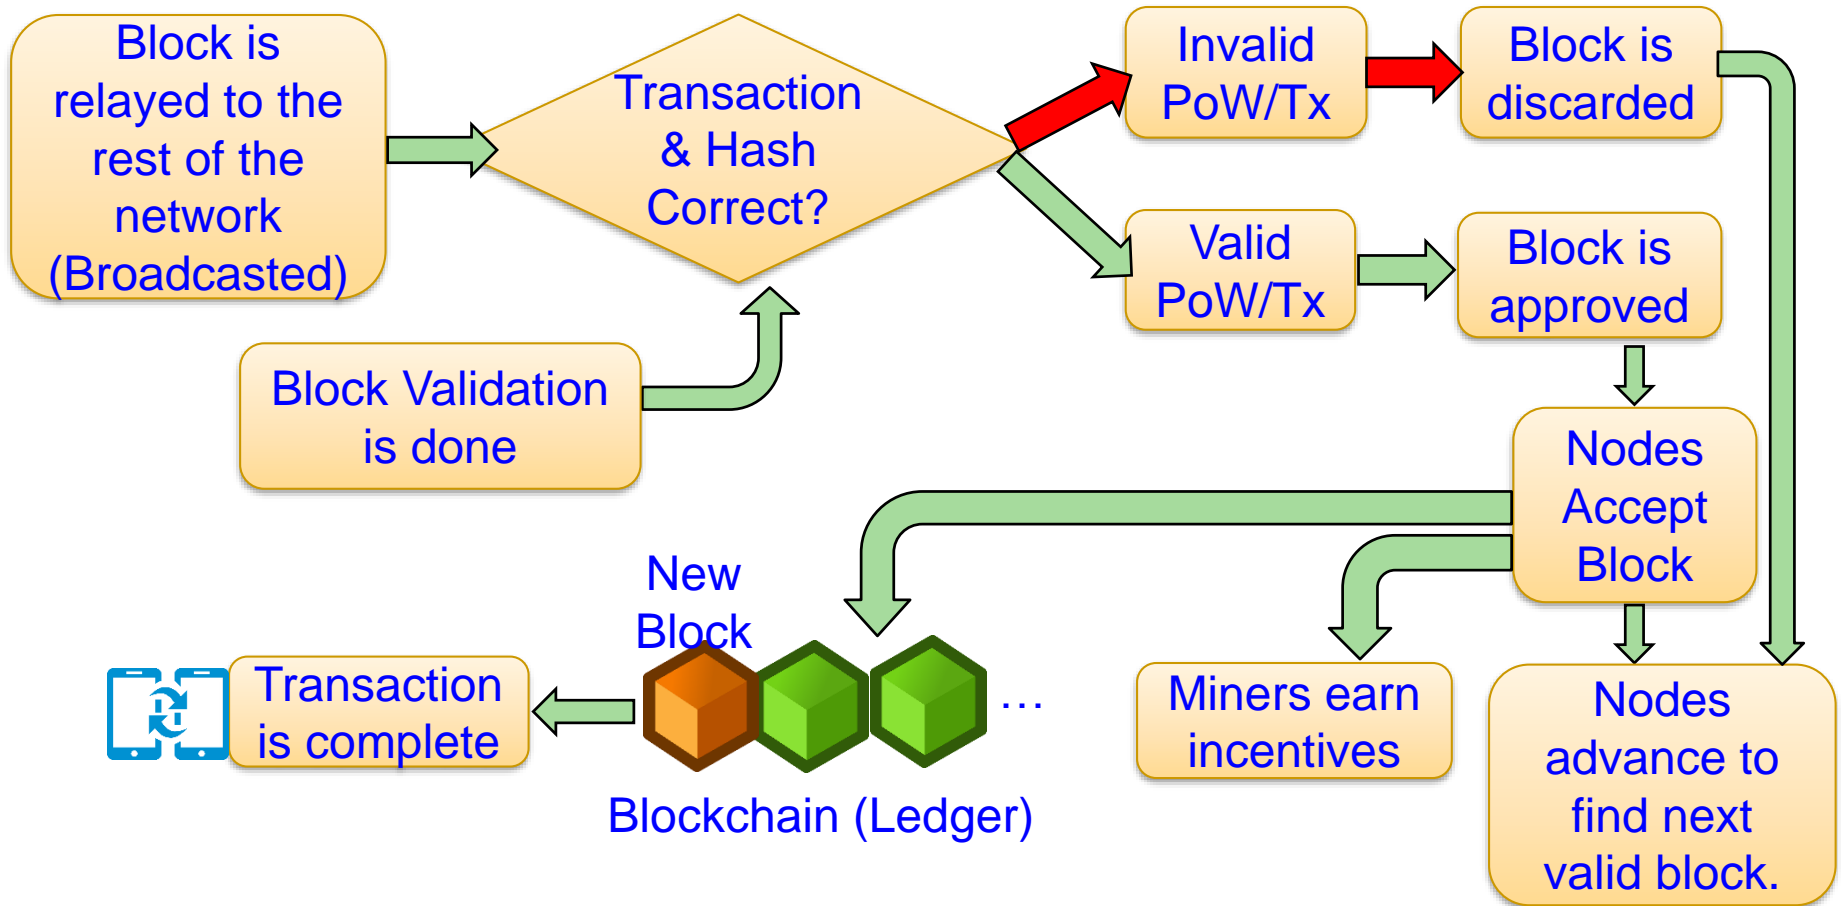 Block is
relayed to the
rest of the
network
(Broadcasted)
Transaction
& Hash
Correct?
Invalid
PoW/Tx
Block is
discarded
Valid
PoW/Tx
Block is
approved
Block Validation
is done
Nodes
Accept
Block
New
Block
...
Transaction
is complete
Blockchain (Ledger)
Miners earn
incentives
Nodes
advance to
find next
valid block.